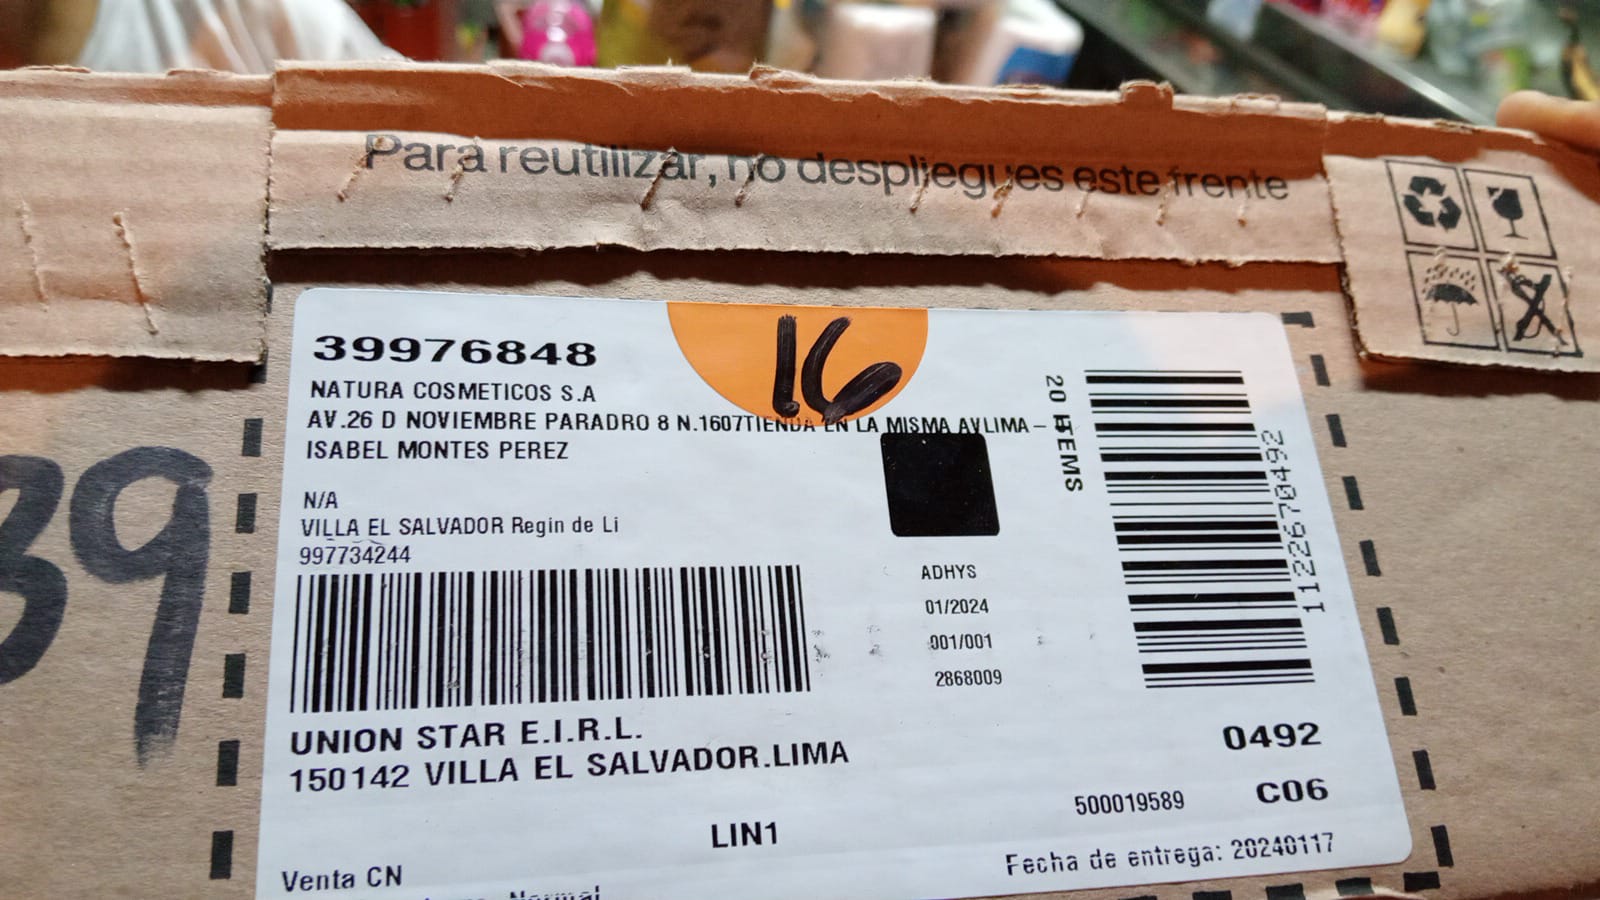 Para reutilizar, no despliegues este frente
39976848
NATURA COSMETICOS S.A
AV.26 D NOVIEMBRE PARADRO 8 N.1607TIENDA EN LA MISMA AVLIMA-
ISABEL MONTES PEREZ
N/A
VILLA EL SALVADOR Regin de Li
997734244
16
20 ITEMS
1122670492
ADHYS
01/2024
001/001
2868009
39
UNION STAR E.I.R.L.
150142 VILLA EL SALVADOR.LIMA
0492
500019589 C06
LIN1
Fecha de entrega: 20240117
Venta CN
Normal